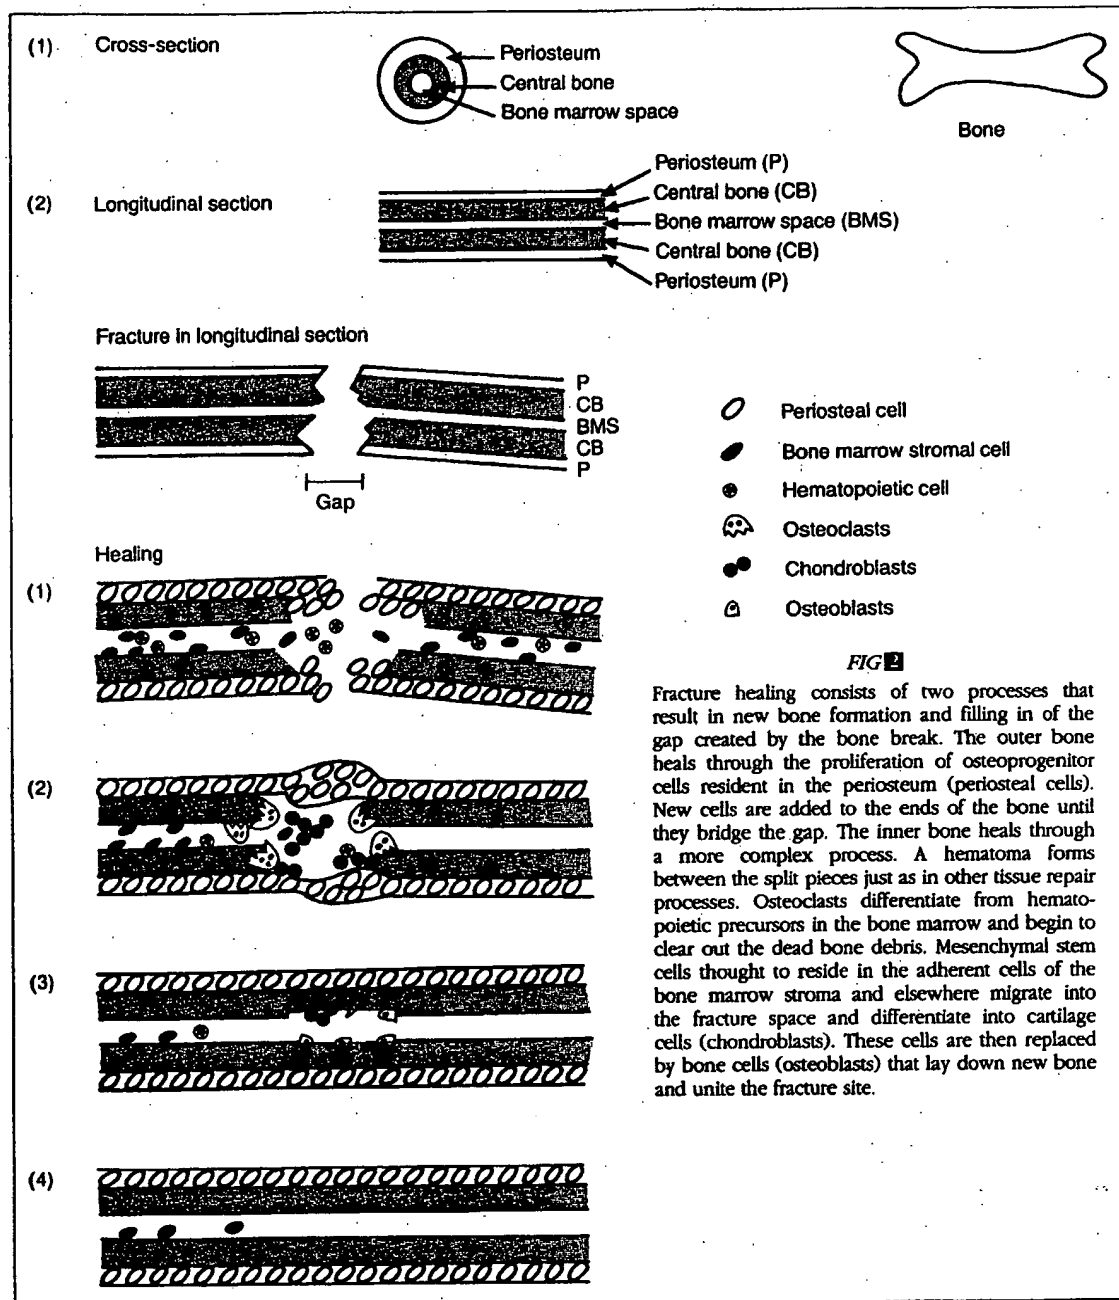 (1) Cross-section
Periosteum
Central bone
Bone marrow space
Bone
(2) Longitudinal section
Periosteum (P)
Central bone (CB)
Bone marrow space (BMS)
Central bone (CB)
Periosteum (P)
Fracture in longitudinal section
P
CB
BMS
CB
P
Gap
Periosteal cell
Bone marrow stromal cell
Hematopoietic cell
Osteoclasts
Chondroblasts
Osteoblasts
Healing
(1)
(2)
(3)
(4)
FIG 2
Fracture healing consists of two processes that
result in new bone formation and filling in of the
gap created by the bone break. The outer bone
heals through the proliferation of osteoprogenitor
cells resident in the periosteum (periosteal cells).
New cells are added to the ends of the bone until
they bridge the gap. The inner bone heals through
a more complex process. A hematoma forms
between the split pieces just as in other tissue repair
processes. Osteoclasts differentiate from hemato-
poietic precursors in the bone marrow and begin to
clear out the dead bone debris. Mesenchymal stem
cells thought to reside in the adherent cells of the
bone marrow stroma and elsewhere migrate into
the fracture space and differentiate into cartilage
cells (chondroblasts). These cells are then replaced
by bone cells (osteoblasts) that lay down new bone
and unite the fracture site.